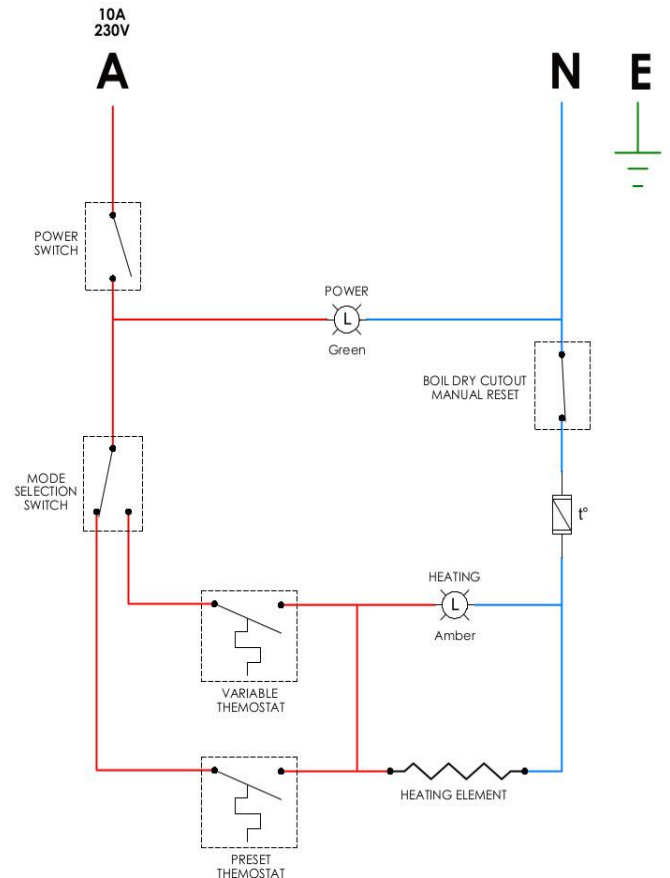 10A
230V
A
N
E
POWER
SWITCH
POWER
L
Green
BOIL DRY CUTOUT
MANUAL RESET
MODE
SELECTION
SWITCH
t°
HEATING
L
Amber
VARIABLE
THEMOSTAT
HEATING ELEMENT
PRESET
THEMOSTAT